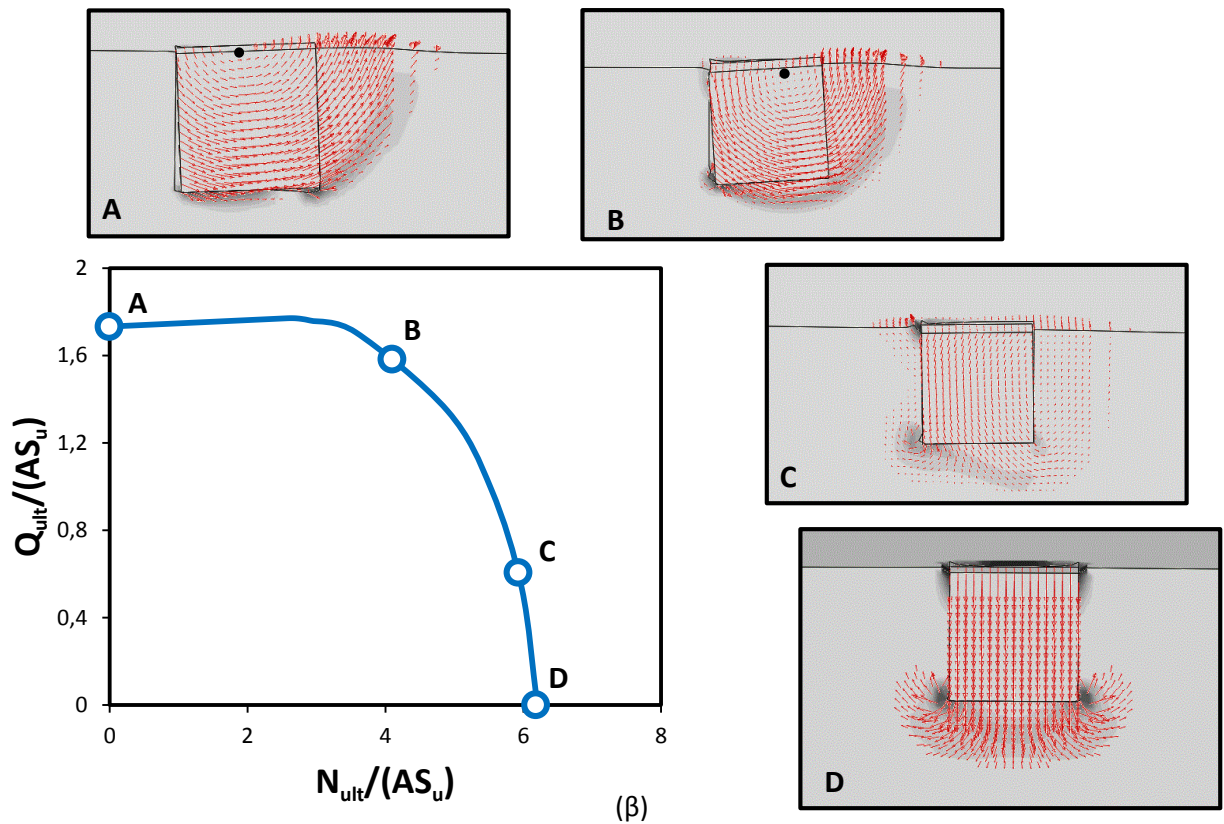 A
B
2
A
B
1,6
C
1,2
Q_ult/(AS_u)
0,8
C
0,4
D
0
0
2
4
6
8
N_ult/(AS_u)
D
(β)